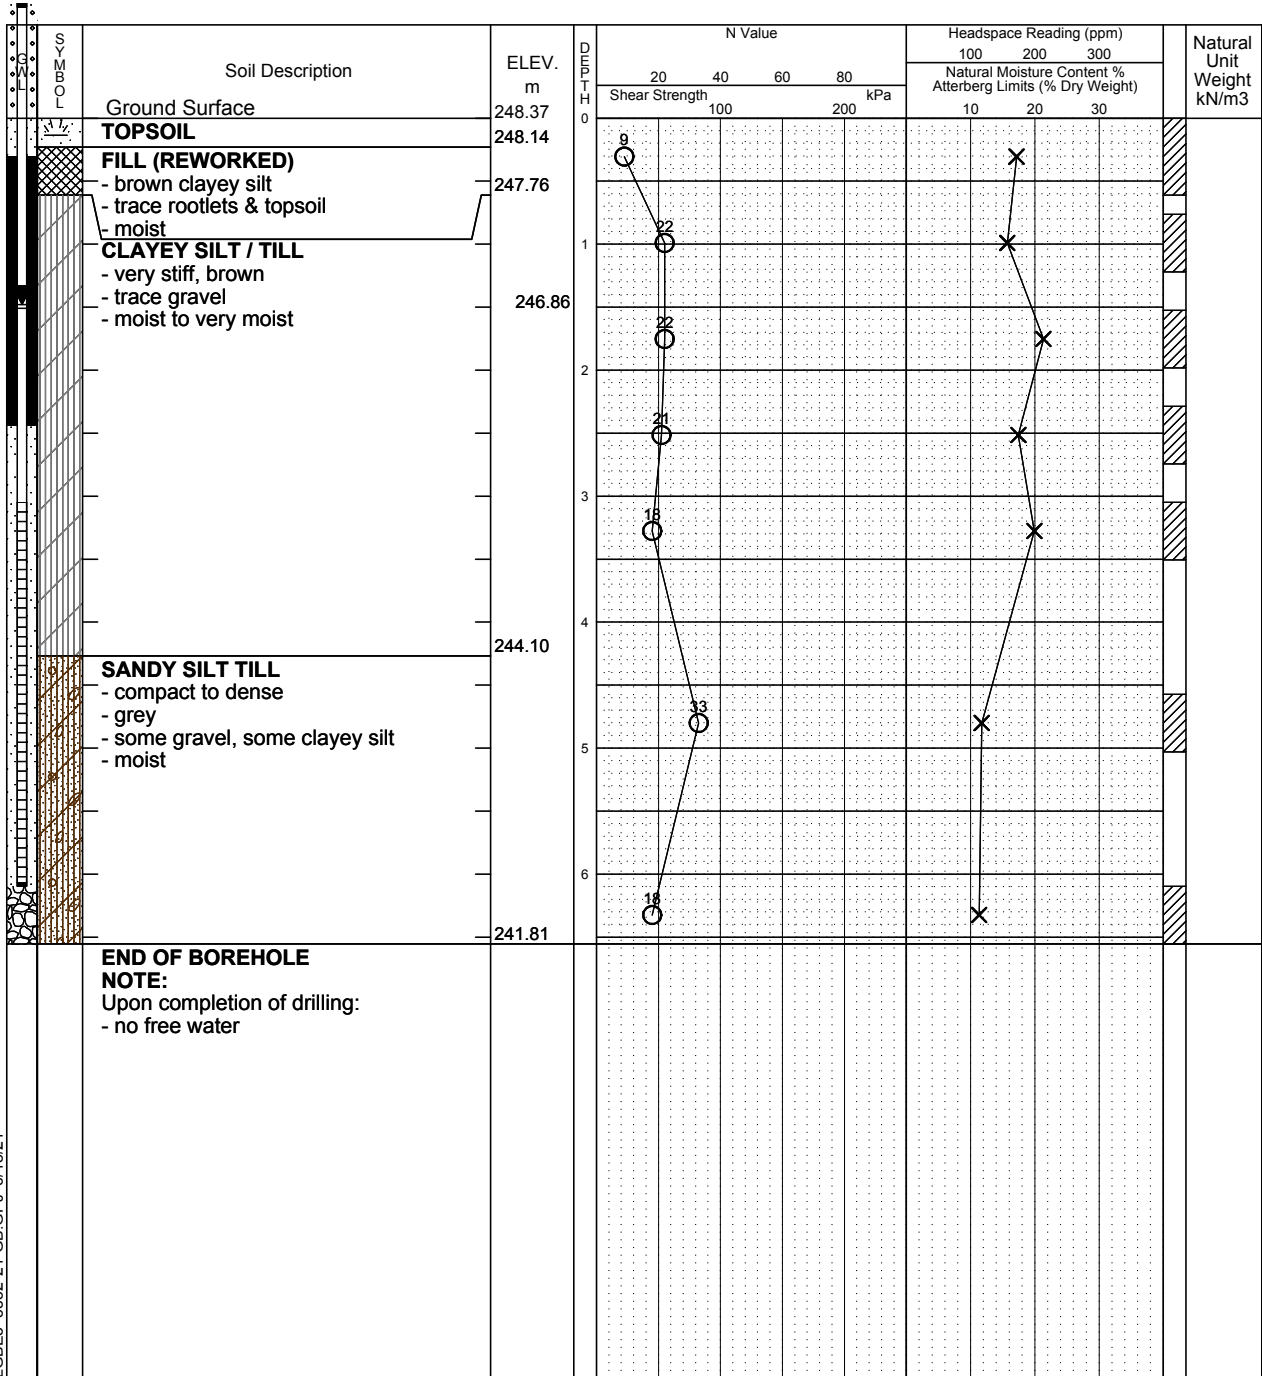 GWL
SYMBOL
Soil Description
ELEV.
m
DEPTH
N Value
20 40 60 80
Shear Strength kPa
100 200
Headspace Reading (ppm)
100 200 300
Natural Moisture Content %
Atterberg Limits (% Dry Weight)
10 20 30
Natural
Unit
Weight
kN/m3
Ground Surface
248.37
0
TOPSOIL
248.14
9
FILL (REWORKED)
- brown clayey silt
247.76
- trace rootlets & topsoil
- moist
22
1
CLAYEY SILT / TILL
- very stiff, brown
- trace gravel
246.86
- moist to very moist
22
2
21
3
18
4
244.10
SANDY SILT TILL
- compact to dense
- grey
33
- some gravel, some clayey silt
5
- moist
6
18
241.81
END OF BOREHOLE
NOTE:
Upon completion of drilling:
- no free water